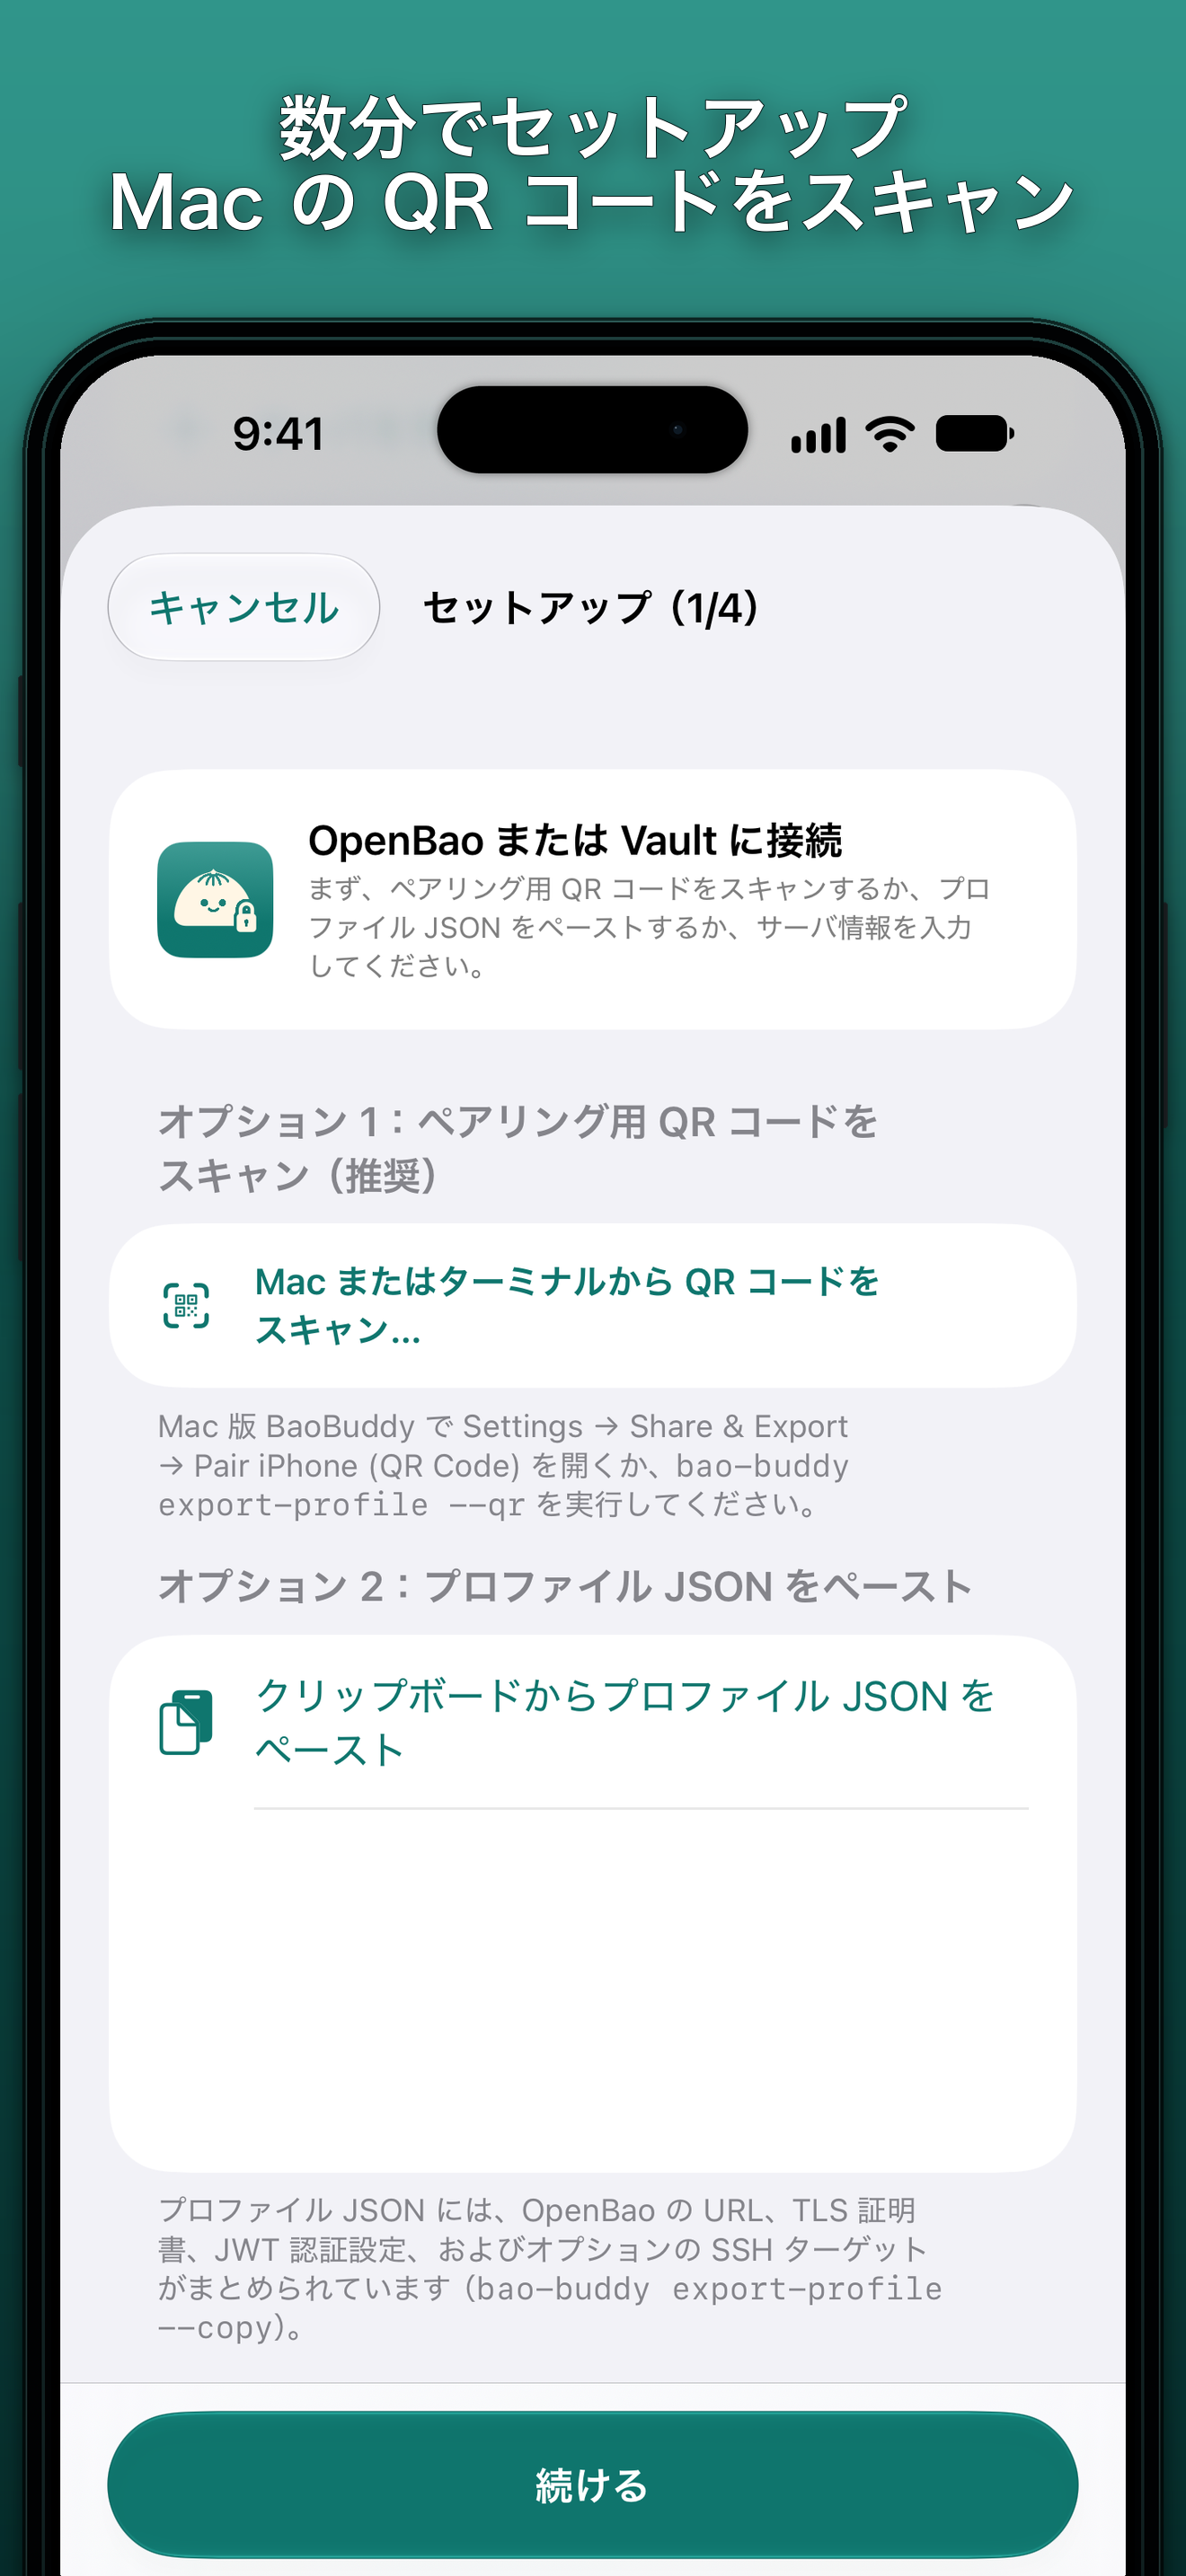 数分でセットアップ
Mac の QR コードをスキャン
9:41
キャンセル
セットアップ（1/4）
OpenBao または Vault に接続
まず、ペアリング用 QR コードをスキャンするか、プロ
ファイル JSON をペーストするか、サーバ情報を入力
してください。
オプション 1：ペアリング用 QR コードを
スキャン（推奨）
Mac またはターミナルから QR コードを
スキャン...
Mac 版 BaoBuddy で Settings → Share & Export
→ Pair iPhone (QR Code) を開くか、bao-buddy
export-profile --qr を実行してください。
オプション 2：プロファイル JSON をペースト
クリップボードからプロファイル JSON を
ペースト
プロファイル JSON には、OpenBao の URL、TLS 証明
書、JWT 認証設定、およびオプションの SSH ターゲット
がまとめられています（bao-buddy export-profile
--copy）。
続ける